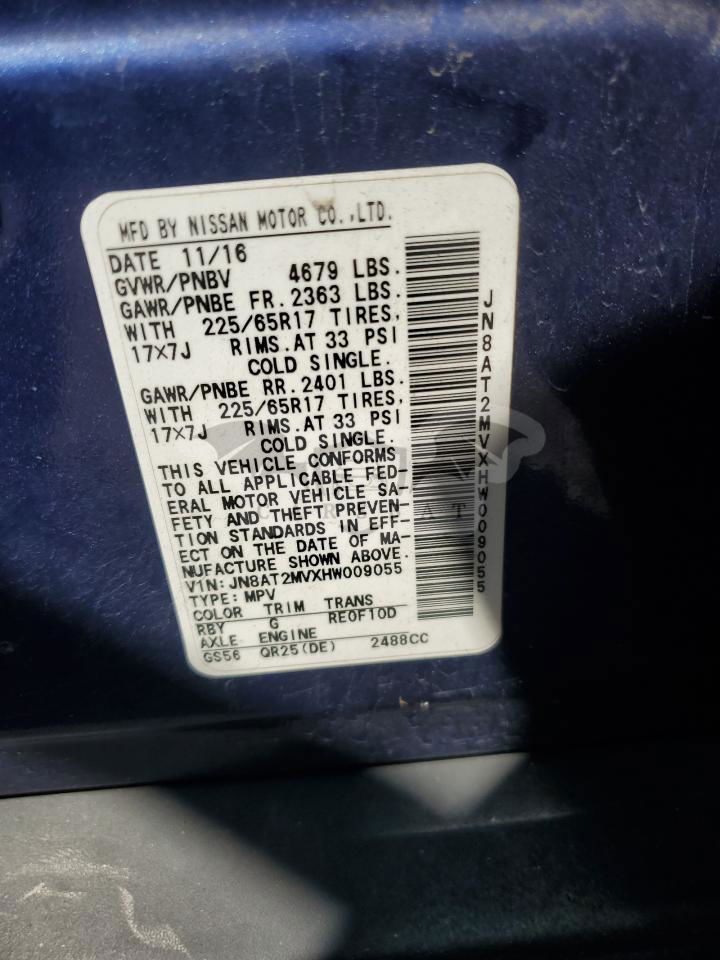 MFD BY NISSAN MOTOR CO.,LTD.
DATE 11/16
GVWR/PNBV 4679 LBS.
GAWR/PNBE FR. 2363 LBS.
WITH 225/65R17 TIRES,
17×7J RIMS.AT 33 PSI
COLD SINGLE.
GAWR/PNBE RR. 2401 LBS.
WITH 225/65R17 TIRES,
17×7J RIMS.AT 33 PSI
COLD SINGLE.
THIS VEHICLE CONFORMS
TO ALL APPLICABLE FED-
ERAL MOTOR VEHICLE SA-
FETY AND THEFT PREVEN-
TION STANDARDS IN EFF-
ECT ON THE DATE OF MA-
NUFACTURE SHOWN ABOVE.
V1N: JN8AT2MVXHW009055
TYPE: MPV
COLOR TRIM TRANS
RBY G RE0F10D
AXLE ENGINE
GS56 QR25(DE) 2488CC
JN8AT2MVXHW009055